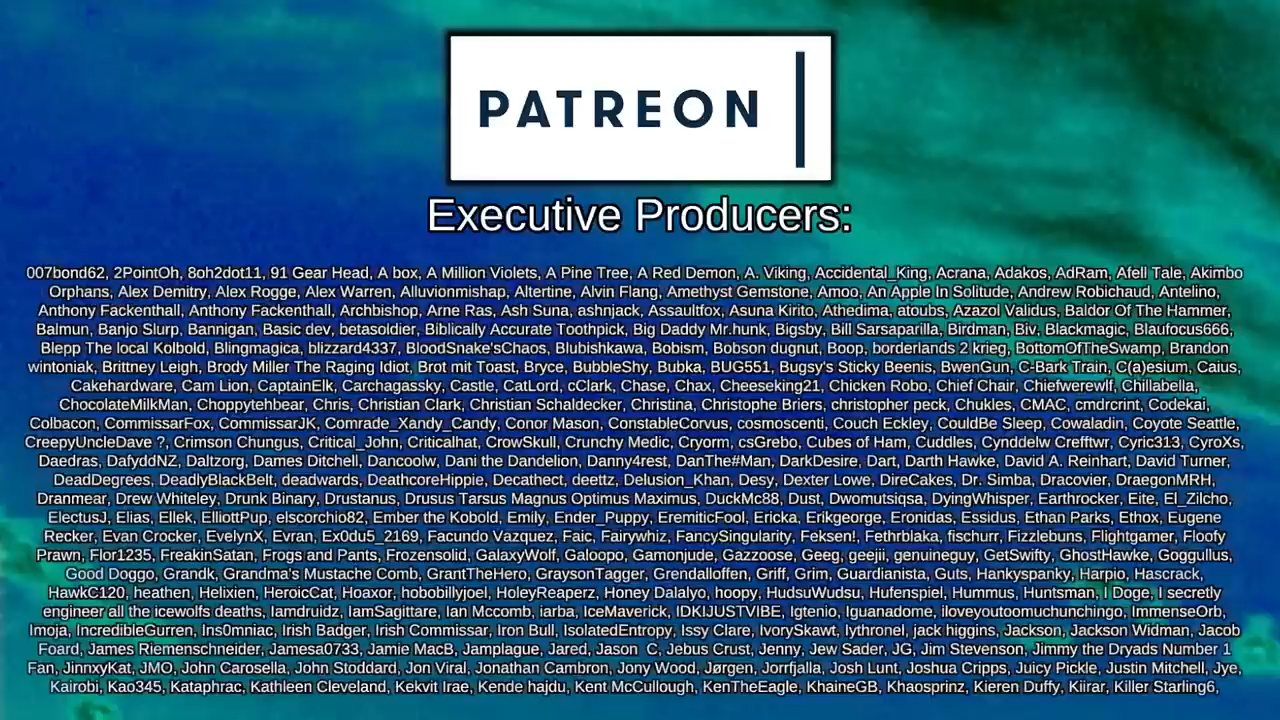 PATREON
Executive Producers:
007bond62, 2PointOh, 8oh2dot11, 91 Gear Head, A box, A Million Violets, A Pine Tree, A Red Demon, A. Viking, Accidental_King, Acrana, Adakos, AdRam, Afell Tale, Akimbo
Orphans, Alex Demitry, Alex Rogge, Alex Warren, Alluvionmishap, Altertine, Alvin Flang, Amethyst Gemstone, Amoo, An Apple In Solitude, Andrew Robichaud, Antelino,
Anthony Fackenthall, Anthony Fackenthall, Archbishop, Arne Ras, Ash Suna, ashnjack, Assaultfox, Asuna Kirito, Athedima, atoubs, Azazol Validus, Baldor Of The Hammer,
Balmun, Banjo Slurp, Bannigan, Basic dev, betasoldier, Biblically Accurate Toothpick, Big Daddy Mr.hunk, Bigsby, Bill Sarsaparilla, Birdman, Biv, Blackmagic, Blaufocus666,
Blepp The local Kolbold, Blingmagica, blizzard4337, BloodSnake'sChaos, Blubishkawa, Bobism, Bobson dugnut, Boop, borderlands 2 krieg, BottomOfTheSwamp, Brandon
wintoniak, Brittney Leigh, Brody Miller The Raging Idiot, Brot mit Toast, Bryce, BubbleShy, Bubka, BUG551, Bugsy's Sticky Beenis, BwenGun, C-Bark Train, C(a)esium, Caius,
Cakehardware, Cam Lion, CaptainElk, Carchagassky, Castle, CatLord, cClark, Chase, Chax, Cheeseking21, Chicken Robo, Chief Chair, Chiefwerewlf, Chillabella,
ChocolateMilkMan, Choppytehbear, Chris, Christian Clark, Christian Schaldecker, Christina, Christophe Briers, christopher peck, Chukles, CMAC, cmdrcrint, Codekai,
Colbacon, CommissarFox, CommissarJK, Comrade_Xandy_Candy, Conor Mason, ConstableCorvus, cosmoscenti, Couch Eckley, CouldBe Sleep, Cowaladin, Coyote Seattle,
CreepyUncleDave ?, Crimson Chungus, Critical_John, Criticalhat, CrowSkull, Crunchy Medic, Cryorm, csGrebo, Cubes of Ham, Cuddles, Cynddelw Crefftwr, Cyric313, CyroXs,
Daedras, DafyddNZ, Daltzorg, Dames Ditchell, Dancoolw, Dani the Dandelion, Danny4rest, DanThe#Man, DarkDesire, Dart, Darth Hawke, David A. Reinhart, David Turner,
DeadDegrees, DeadlyBlackBelt, deadwards, DeathcoreHippie, Decathect, deettz, Delusion_Khan, Desy, Dexter Lowe, DireCakes, Dr. Simba, Dracovier, DraegonMRH,
Dranmear, Drew Whiteley, Drunk Binary, Drustanus, Drusus Tarsus Magnus Optimus Maximus, DuckMc88, Dust, Dwomutsiqsa, DyingWhisper, Earthrocker, Eite, El_Zilcho,
ElectusJ, Elias, Ellek, ElliottPup, elscorchio82, Ember the Kobold, Emily, Ender_Puppy, EremiticFool, Ericka, Erikgeorge, Eronidas, Essidus, Ethan Parks, Ethox, Eugene
Recker, Evan Crocker, EvelynX, Evran, Ex0du5_2169, Facundo Vazquez, Faic, Fairywhiz, FancySingularity, Feksen!, Fethrblaka, fischurr, Fizzlebuns, Flightgamer, Floofy
Prawn, Flor1235, FreakinSatan, Frogs and Pants, Frozensolid, GalaxyWolf, Galoopo, Gamonjude, Gazzoose, Geeg, geejii, genuineguy, GetSwifty, GhostHawke, Goggullus,
Good Doggo, Grandk, Grandma's Mustache Comb, GrantTheHero, GraysonTagger, Grendalloffen, Griff, Grim, Guardianista, Guts, Hankyspanky, Harpio, Hascrack,
HawkC120, heathen, Helixien, HeroicCat, Hoaxor, hobobillyjoel, HoleyReaperz, Honey Dalalyo, hoopy, HudsuWudsu, Hufenspiel, Hummus, Huntsman, I Doge, I secretly
engineer all the icewolfs deaths, Iamdruidz, IamSagittare, Ian Mccomb, iarba, IceMaverick, IDKIJUSTVIBE, Igtenio, Iguanadome, iloveyoutoomuchunchingo, ImmenseOrb,
Imoja, IncredibleGurren, Ins0mniac, Irish Badger, Irish Commissar, Iron Bull, IsolatedEntropy, Issy Clare, IvorySkawt, Iythronel, jack higgins, Jackson, Jackson Widman, Jacob
Foard, James Riemenschneider, Jamesa0733, Jamie MacB, Jamplague, Jared, Jason  C, Jebus Crust, Jenny, Jew Sader, JG, Jim Stevenson, Jimmy the Dryads Number 1
Fan, JinnxyKat, JMO, John Carosella, John Stoddard, Jon Viral, Jonathan Cambron, Jony Wood, Jørgen, Jorrfjalla, Josh Lunt, Joshua Cripps, Juicy Pickle, Justin Mitchell, Jye,
Kairobi, Kao345, Kataphrac, Kathleen Cleveland, Kekvit Irae, Kende hajdu, Kent McCullough, KenTheEagle, KhaineGB, Khaosprinz, Kieren Duffy, Kiirar, Killer Starling6,